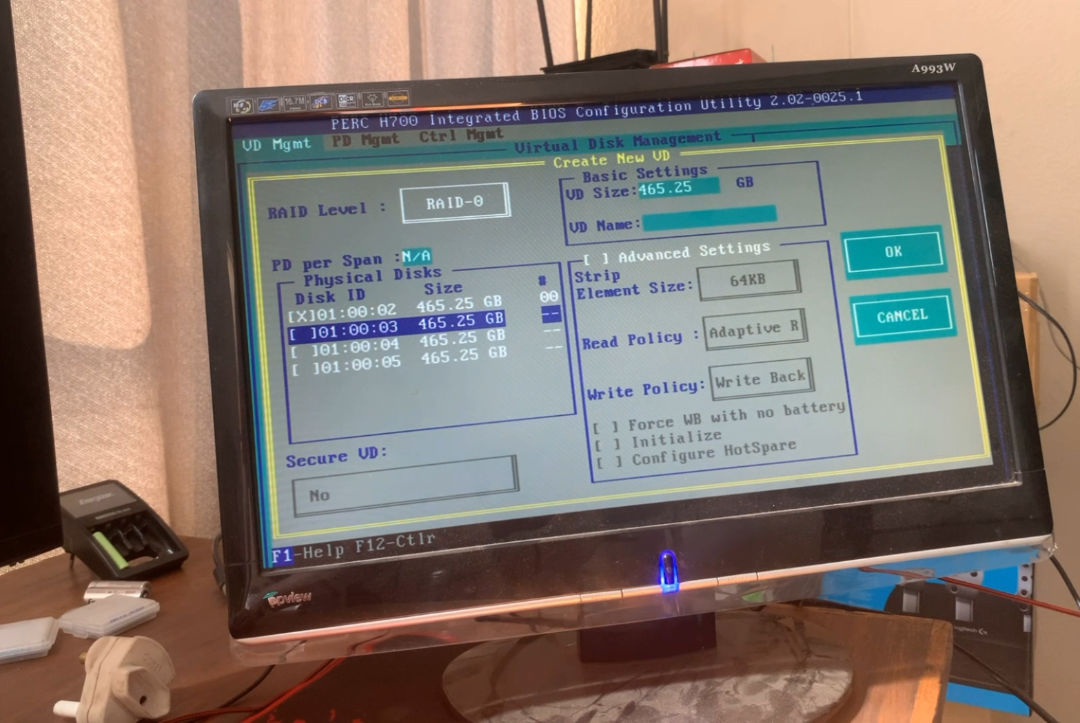 A993W
16.7M
PERC H700 Integrated BIOS Configuration Utility 2.02-0025.1
VD Mgmt PD Mgmt Ctrl Mgmt
Virtual Disk Management
Create New VD
RAID Level : RAID-0
PD per Span :N/A
Physical Disks
Disk ID Size #
[X]01:00:02 465.25 GB 00
[ ]01:00:03 465.25 GB --
[ ]01:00:04 465.25 GB --
[ ]01:00:05 465.25 GB --
Secure VD:
No
Basic Settings
VD Size:465.25 GB
VD Name:
[ ] Advanced Settings
Strip
Element Size: 64KB
Read Policy : Adaptive R
Write Policy: Write Back
[ ] Force WB with no battery
[ ] Initialize
[ ] Configure HotSpare
OK
CANCEL
F1-Help F12-Ctlr
Energizer
topview
logitech